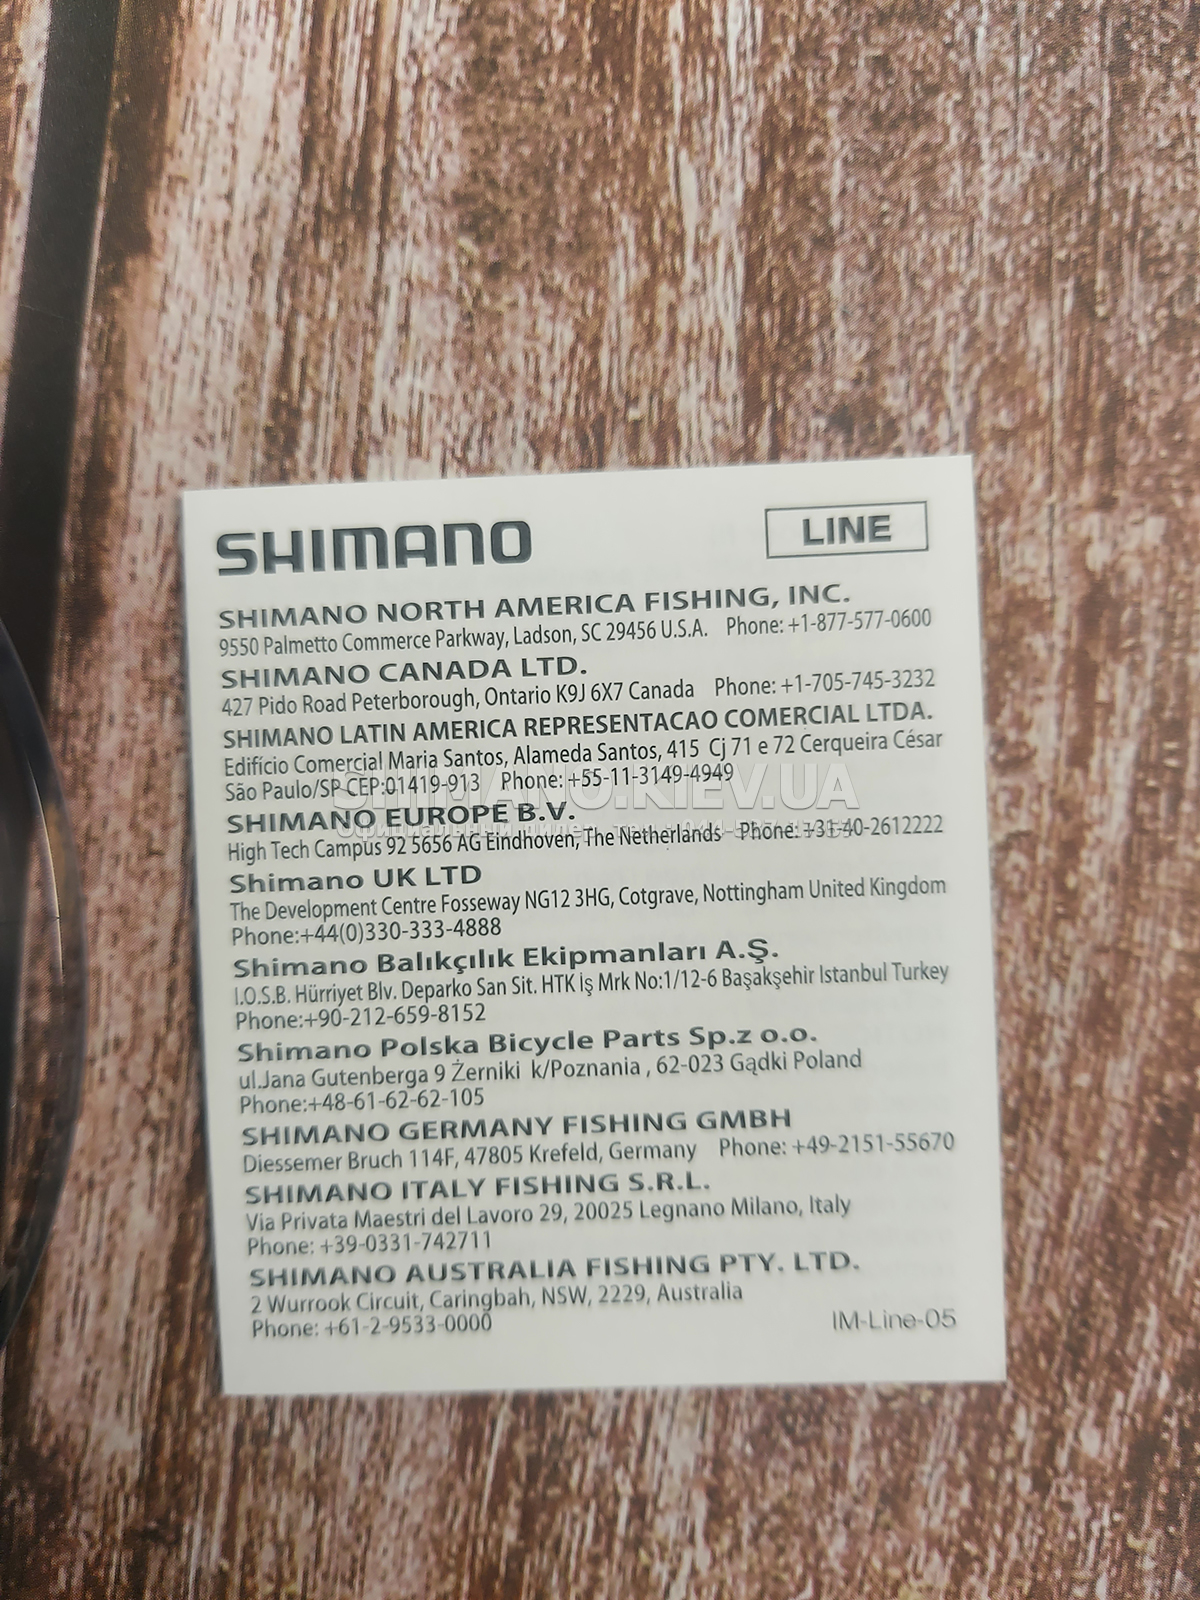 SHIMANO LINE
SHIMANO NORTH AMERICA FISHING, INC.
9550 Palmetto Commerce Parkway, Ladson, SC 29456 U.S.A. Phone: +1-877-577-0600
SHIMANO CANADA LTD.
427 Pido Road Peterborough, Ontario K9J 6X7 Canada Phone: +1-705-745-3232
SHIMANO LATIN AMERICA REPRESENTACAO COMERCIAL LTDA.
Edifício Comercial Maria Santos, Alameda Santos, 415 Cj 71 e 72 Cerqueira César
São Paulo/SP CEP:01419-913 Phone: +55-11-3149-4949
SHIMANO.KIEV.UA
SHIMANO EUROPE B.V.
Официальный дилер
High Tech Campus 92 5656 AG Eindhoven, The Netherlands Phone: +31-40-2612222
Shimano UK LTD
The Development Centre Fosseway NG12 3HG, Cotgrave, Nottingham United Kingdom
Phone:+44(0)330-333-4888
Shimano Balıkçılık Ekipmanları A.Ş.
I.O.S.B. Hürriyet Blv. Deparko San Sit. HTK İş Mrk No:1/12-6 Başakşehir Istanbul Turkey
Phone:+90-212-659-8152
Shimano Polska Bicycle Parts Sp.z o.o.
ul.Jana Gutenberga 9 Żerniki k/Poznania , 62-023 Gądki Poland
Phone:+48-61-62-62-105
SHIMANO GERMANY FISHING GMBH
Diessemer Bruch 114F, 47805 Krefeld, Germany Phone: +49-2151-55670
SHIMANO ITALY FISHING S.R.L.
Via Privata Maestri del Lavoro 29, 20025 Legnano Milano, Italy
Phone: +39-0331-742711
SHIMANO AUSTRALIA FISHING PTY. LTD.
2 Wurrook Circuit, Caringbah, NSW, 2229, Australia
Phone: +61-2-9533-0000 IM-Line-05